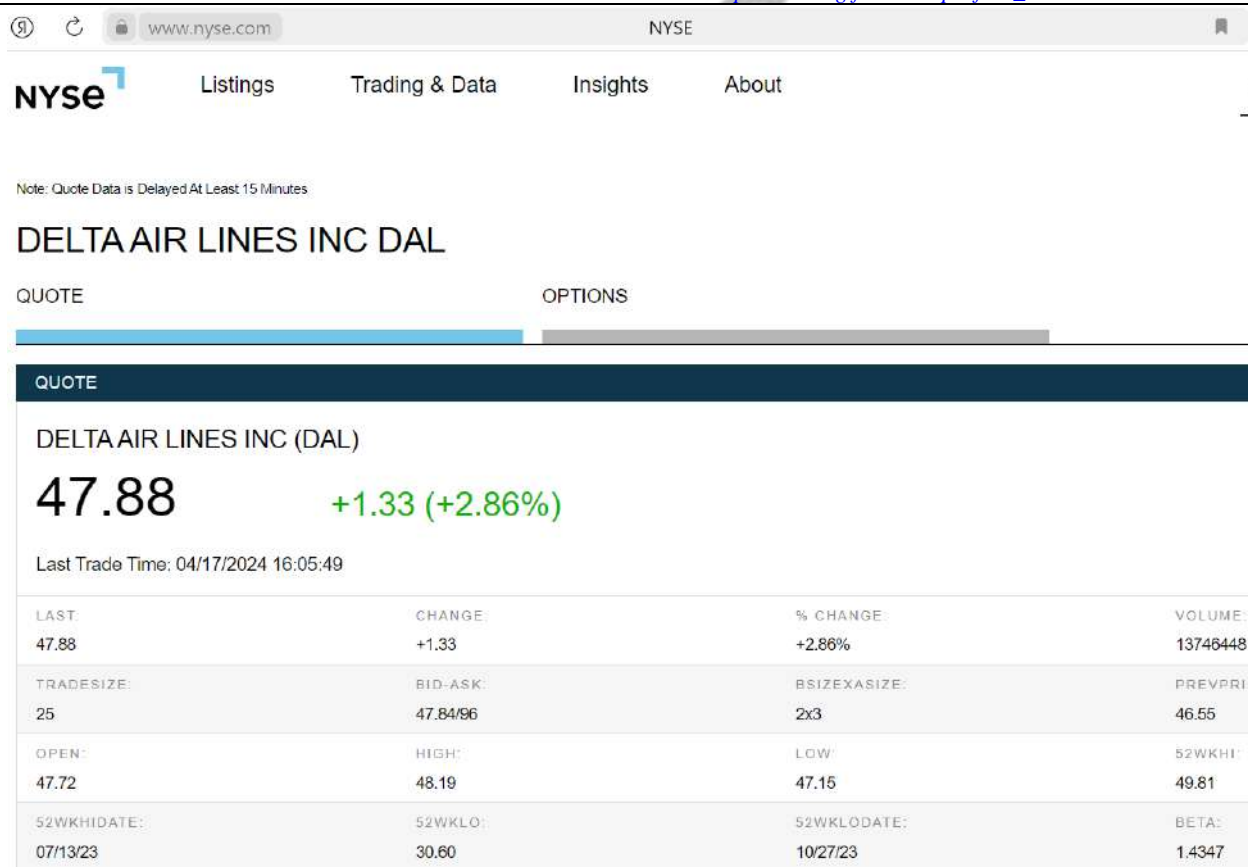 www.nyse.com NYSE
NYSE Listings Trading & Data Insights About
Note: Quote Data is Delayed At Least 15 Minutes
DELTA AIR LINES INC DAL
QUOTE OPTIONS
QUOTE
DELTA AIR LINES INC (DAL)
47.88 +1.33 (+2.86%)
Last Trade Time: 04/17/2024 16:05:49
LAST: CHANGE: % CHANGE: VOLUME:
47.88 +1.33 +2.86% 13746448
TRADESIZE: BID-ASK: BSIZEXASIZE: PREVPRI
25 47.84/96 2x3 46.55
OPEN: HIGH: LOW: 52WKHI:
47.72 48.19 47.15 49.81
52WKHIDATE: 52WKLO: 52WKLODATE: BETA:
07/13/23 30.60 10/27/23 1.4347